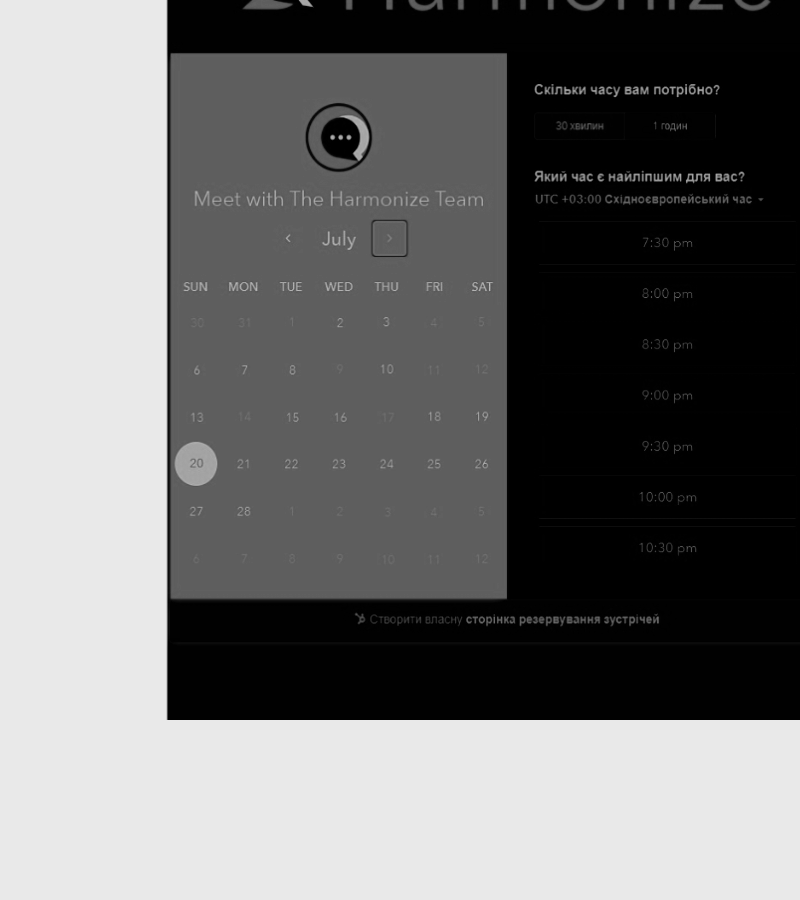 Harmonize
Meet with The Harmonize Team
July
SUN MON TUE WED THU FRI SAT
30 31 1 2 3 4 5
6 7 8 9 10 11 12
13 14 15 16 17 18 19
20 21 22 23 24 25 26
27 28 1 2 3 4 5
6 7 8 9 10 11 12
Скільки часу вам потрібно?
30 хвилин 1 годин
Який час є найліпшим для вас?
UTC +03:00 Східноєвропейський час
7:30 pm
8:00 pm
8:30 pm
9:00 pm
9:30 pm
10:00 pm
10:30 pm
Створити власну сторінка резервування зустрічей